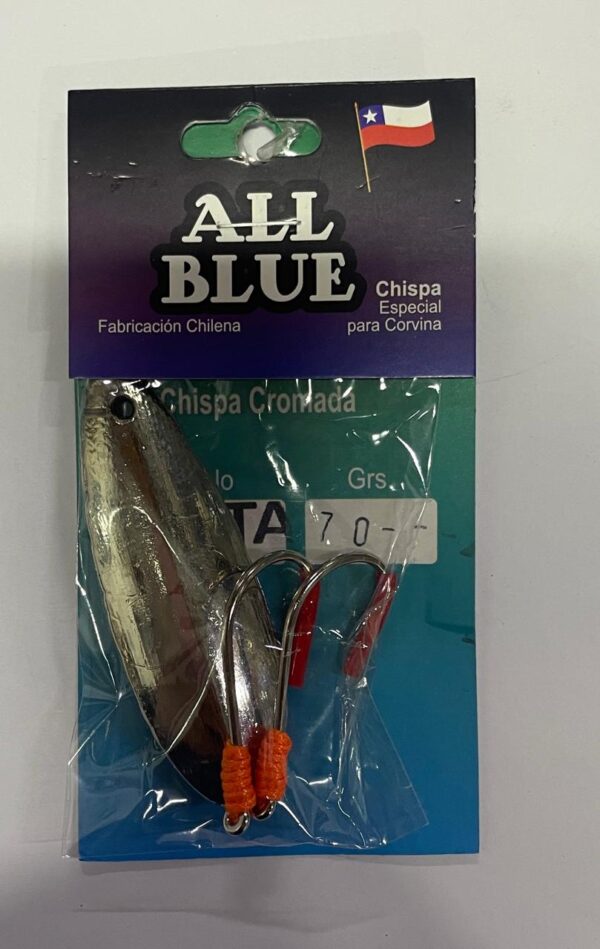 ALL
BLUE
Chispa
Especial
para Corvina
Fabricación Chilena
Chispa Cromada
Grs.
70--